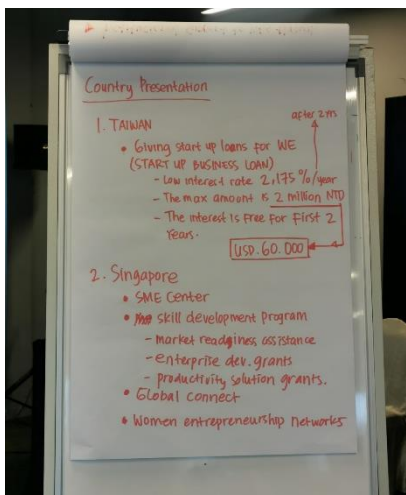 Country Presentation
1. TAIWAN
after 2m
• Giving start up loans for WE
(START UP BUSINESS LOAN)
- Low interest rate 2,175 %/year
- The max amount is 2 million NTD
- The interest is free for first 2
Years.
USD. 60.000
2. Singapore
• SME Center
• skill development program
- market readginess assistance
- enterprise dev. grants
- productivity solution grants.
• Global connect
• Women entrepreneurship networks